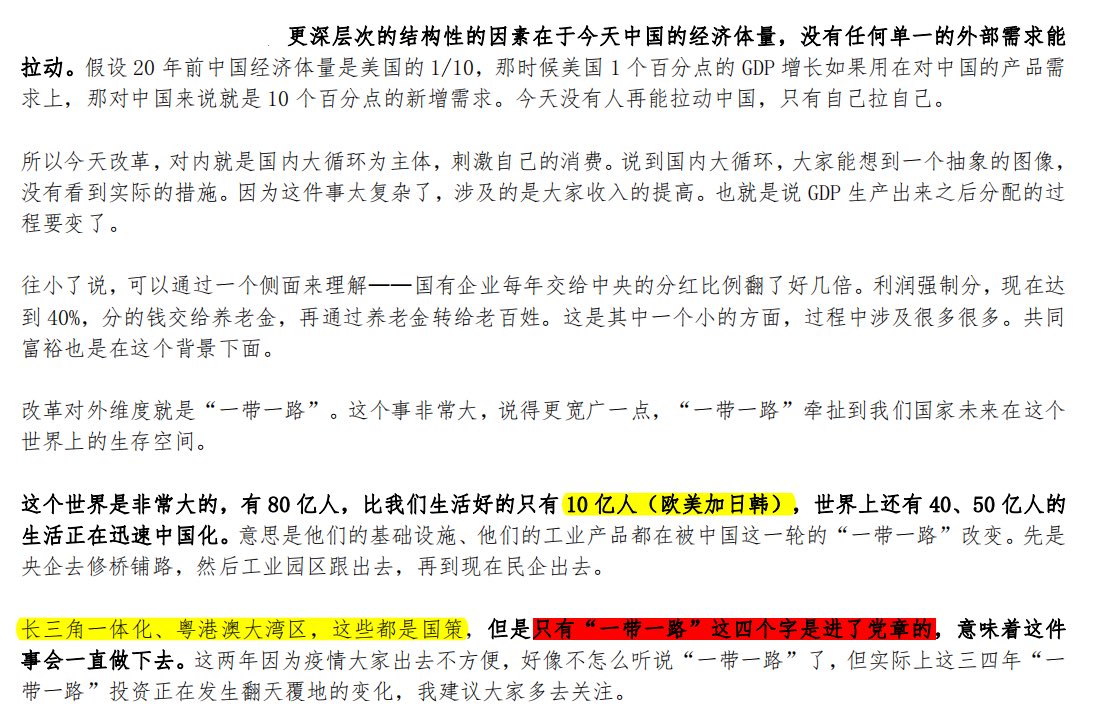 更深层次的结构性的因素在于今天中国的经济体量，没有任何单一的外部需求能
拉动。假设 20 年前中国经济体量是美国的 1/10，那时候美国 1 个百分点的 GDP 增长如果用在对中国的产品需
求上，那对中国来说就是 10 个百分点的新增需求。今天没有人再能拉动中国，只有自己拉自己。
所以今天改革，对内就是国内大循环为主体，刺激自己的消费。说到国内大循环，大家能想到一个抽象的图像，
没有看到实际的措施。因为这件事太复杂了，涉及的是大家收入的提高。也就是说 GDP 生产出来之后分配的过
程要变了。
往小了说，可以通过一个侧面来理解——国有企业每年交给中央的分红比例翻了好几倍。利润强制分，现在达
到 40%，分的钱交给养老金，再通过养老金转给老百姓。这是其中一个小的方面，过程中涉及很多很多。共同
富裕也是在这个背景下面。
改革对外维度就是“一带一路”。这个事非常大，说得更宽广一点，“一带一路”牵扯到我们国家未来在这个
世界上的生存空间。
这个世界是非常大的，有 80 亿人，比我们生活好的只有 10 亿人（欧美加日韩），世界上还有 40、50 亿人的
生活正在迅速中国化。意思是他们的基础设施、他们的工业产品都在被中国这一轮的“一带一路”改变。先是
央企去修桥铺路，然后工业园区跟出去，再到现在民企出去。
长三角一体化、粤港澳大湾区，这些都是国策，但是只有“一带一路”这四个字是进了党章的，意味着这件
事会一直做下去。这两年因为疫情大家出去不方便，好像不怎么听说“一带一路”了，但实际上这三四年“一
带一路”投资正在发生翻天覆地的变化，我建议大家多去关注。